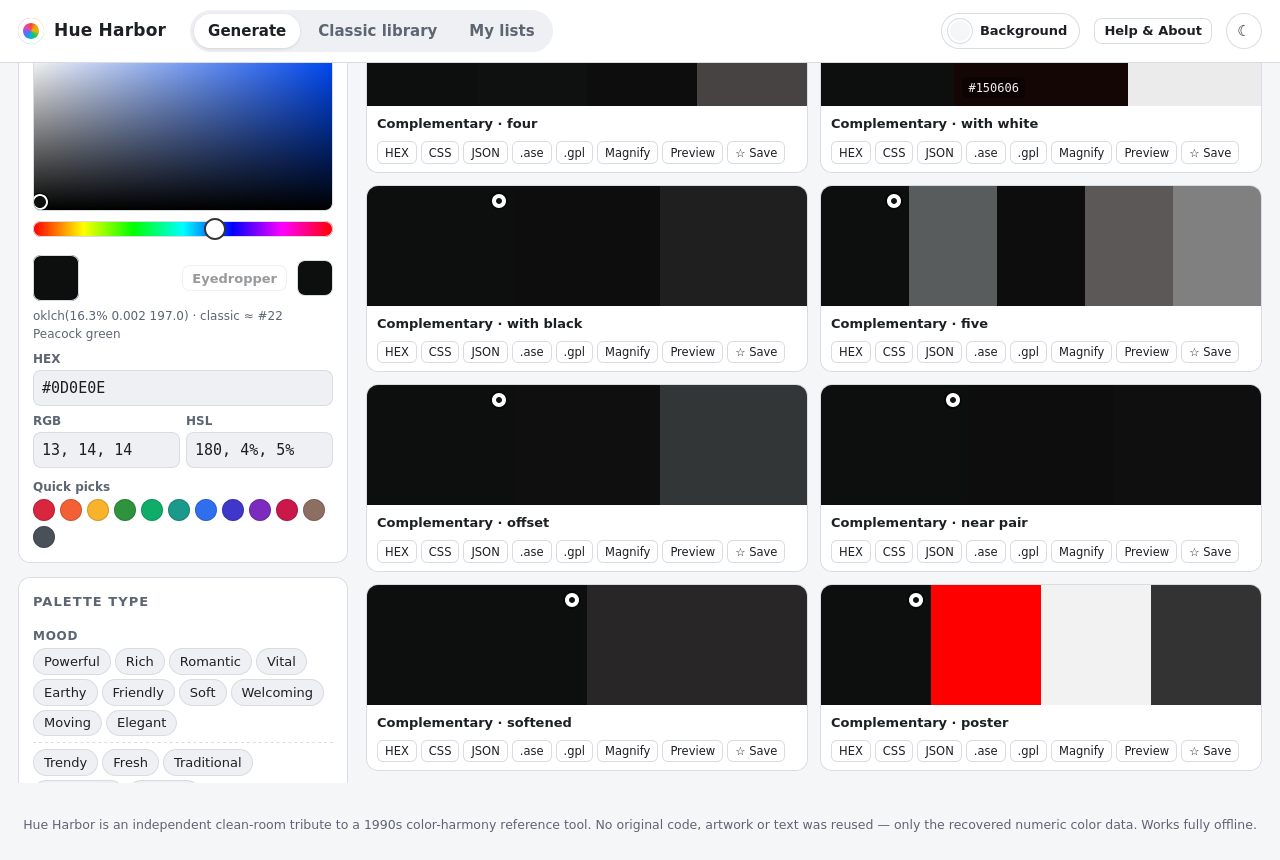 Hue Harbor
Generate
Classic library
My lists
Background
Help & About
☾
oklch(16.3% 0.002 197.0) · classic ≈ #22
Peacock green
Eyedropper
HEX
#0D0E0E
RGB
HSL
13, 14, 14
180, 4%, 5%
Quick picks
PALETTE TYPE
MOOD
Powerful
Rich
Romantic
Vital
Earthy
Friendly
Soft
Welcoming
Moving
Elegant
Trendy
Fresh
Traditional
Complementary · four
HEX CSS JSON .ase .gpl Magnify Preview ☆ Save
#150606
Complementary · with white
HEX CSS JSON .ase .gpl Magnify Preview ☆ Save
Complementary · with black
HEX CSS JSON .ase .gpl Magnify Preview ☆ Save
Complementary · five
HEX CSS JSON .ase .gpl Magnify Preview ☆ Save
Complementary · offset
HEX CSS JSON .ase .gpl Magnify Preview ☆ Save
Complementary · near pair
HEX CSS JSON .ase .gpl Magnify Preview ☆ Save
Complementary · softened
HEX CSS JSON .ase .gpl Magnify Preview ☆ Save
Complementary · poster
HEX CSS JSON .ase .gpl Magnify Preview ☆ Save
Hue Harbor is an independent clean-room tribute to a 1990s color-harmony reference tool. No original code, artwork or text was reused — only the recovered numeric color data. Works fully offline.